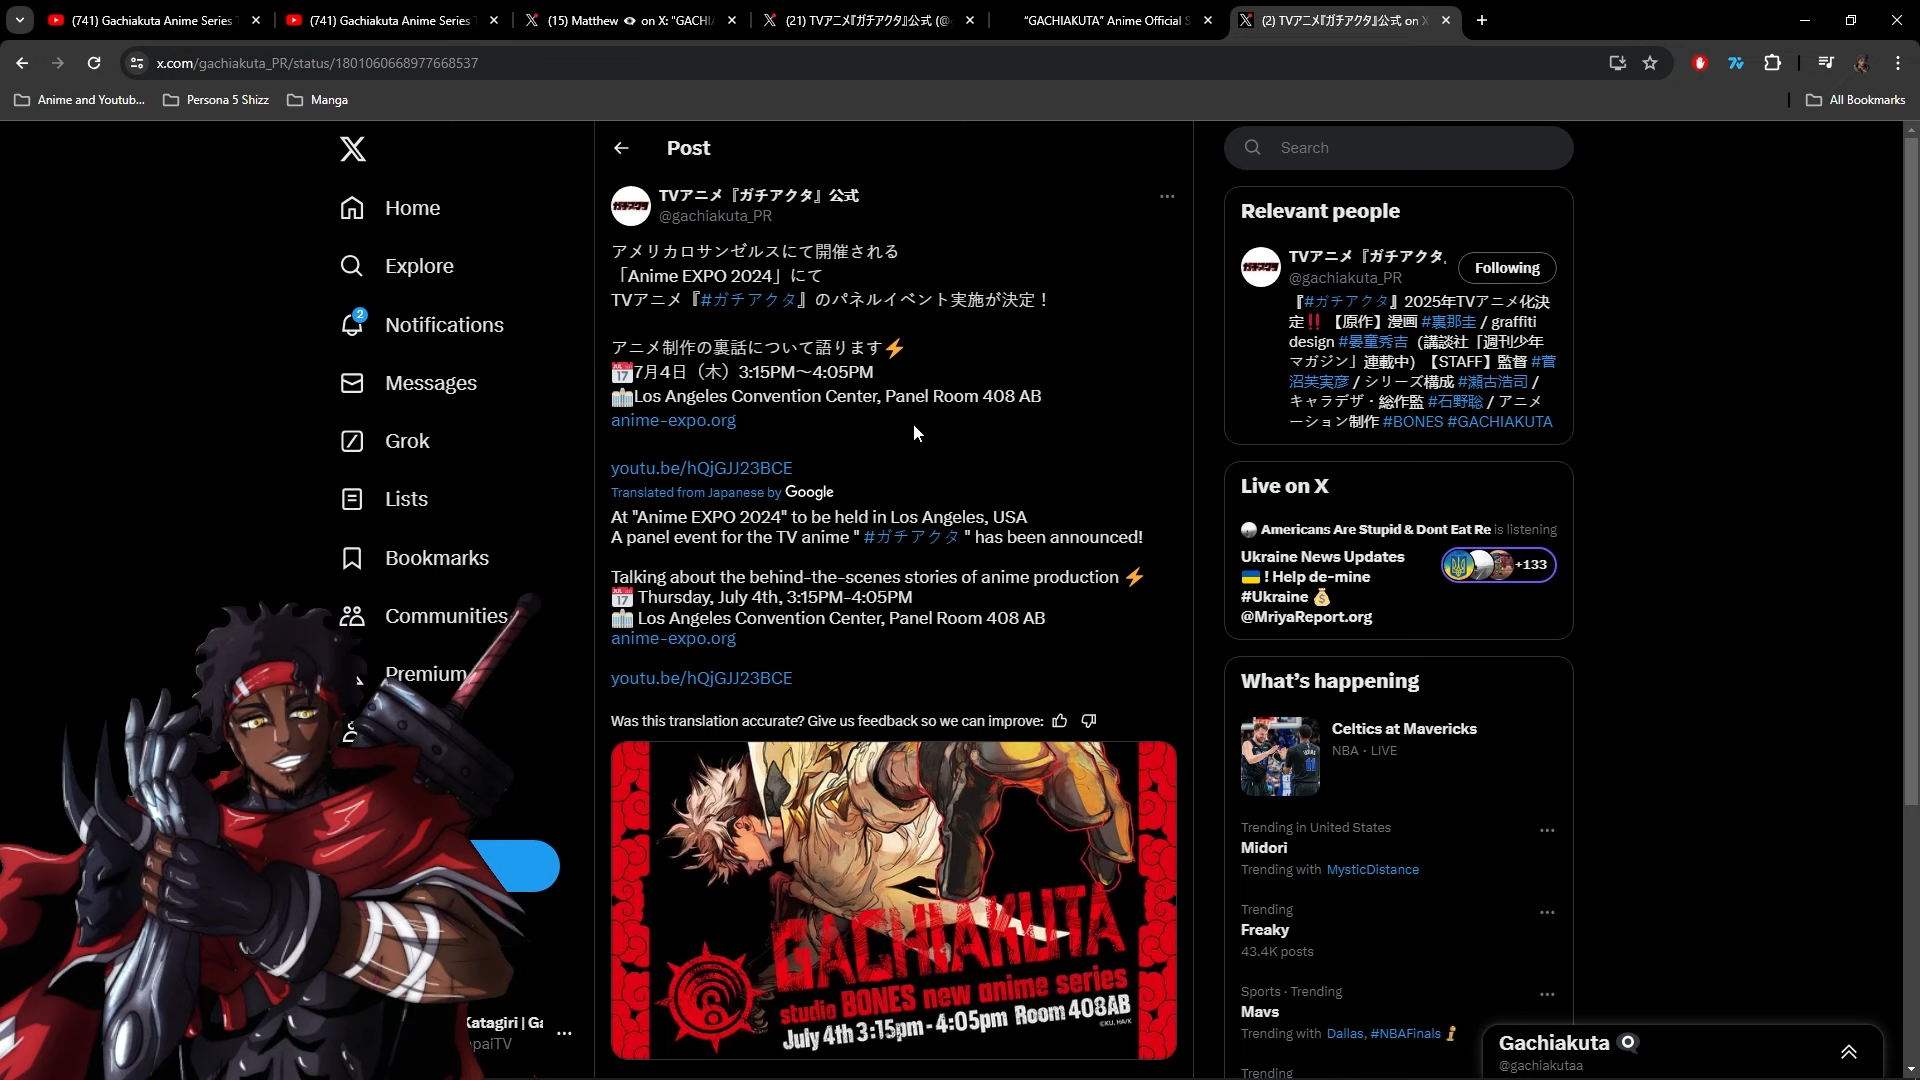 (741) Gachiakuta Anime Series
(741) Gachiakuta Anime Series
(15) Matthew 👁 on X: "GACHI
(21) TVアニメ『ガチアクタ』公式 (@
"GACHIAKUTA" Anime Official S
(2) TVアニメ『ガチアクタ』公式 on X
x.com/gachiakuta_PR/status/1801060668977668537
Anime and Youtub...
Persona 5 Shizz
Manga
All Bookmarks
Home
Explore
2
Notifications
Messages
Grok
Lists
Bookmarks
Communities
Premium
Katagiri | Ga
paiTV
Post
TVアニメ『ガチアクタ』公式
@gachiakuta_PR
アメリカロサンゼルスにて開催される
「Anime EXPO 2024」にて
TVアニメ『#ガチアクタ』のパネルイベント実施が決定！
アニメ制作の裏話について語ります⚡
📅7月4日（木）3:15PM〜4:05PM
🏟Los Angeles Convention Center, Panel Room 408 AB
anime-expo.org
youtu.be/hQjGJJ23BCE
Translated from Japanese by Google
At "Anime EXPO 2024" to be held in Los Angeles, USA
A panel event for the TV anime " #ガチアクタ " has been announced!
Talking about the behind-the-scenes stories of anime production ⚡
📅 Thursday, July 4th, 3:15PM-4:05PM
🏟 Los Angeles Convention Center, Panel Room 408 AB
anime-expo.org
youtu.be/hQjGJJ23BCE
Was this translation accurate? Give us feedback so we can improve:
GACHIAKUTA
studio BONES new anime series
July 4th 3:15pm-4:05pm Room 408AB
©KU, HA/K
Search
Relevant people
TVアニメ『ガチアクタ
@gachiakuta_PR
Following
『#ガチアクタ』2025年TVアニメ化決
定‼【原作】漫画 #裏那圭 / graffiti
design #晏童秀吉（講談社「週刊少年
マガジン」連載中）【STAFF】監督 #菅
沼芙実彦 / シリーズ構成 #瀬古浩司 /
キャラデザ・総作監 #石野聡 / アニメ
ーション制作 #BONES #GACHIAKUTA
Live on X
Americans Are Stupid & Dont Eat Re is listening
Ukraine News Updates
🇺🇦 ! Help de-mine
#Ukraine 💰
@MriyaReport.org
+133
What's happening
Celtics at Mavericks
NBA · LIVE
Trending in United States
Midori
Trending with MysticDistance
Trending
Freaky
43.4K posts
Sports · Trending
Mavs
Trending with Dallas, #NBAFinals
Trending
Gachiakuta
@gachiakutaa